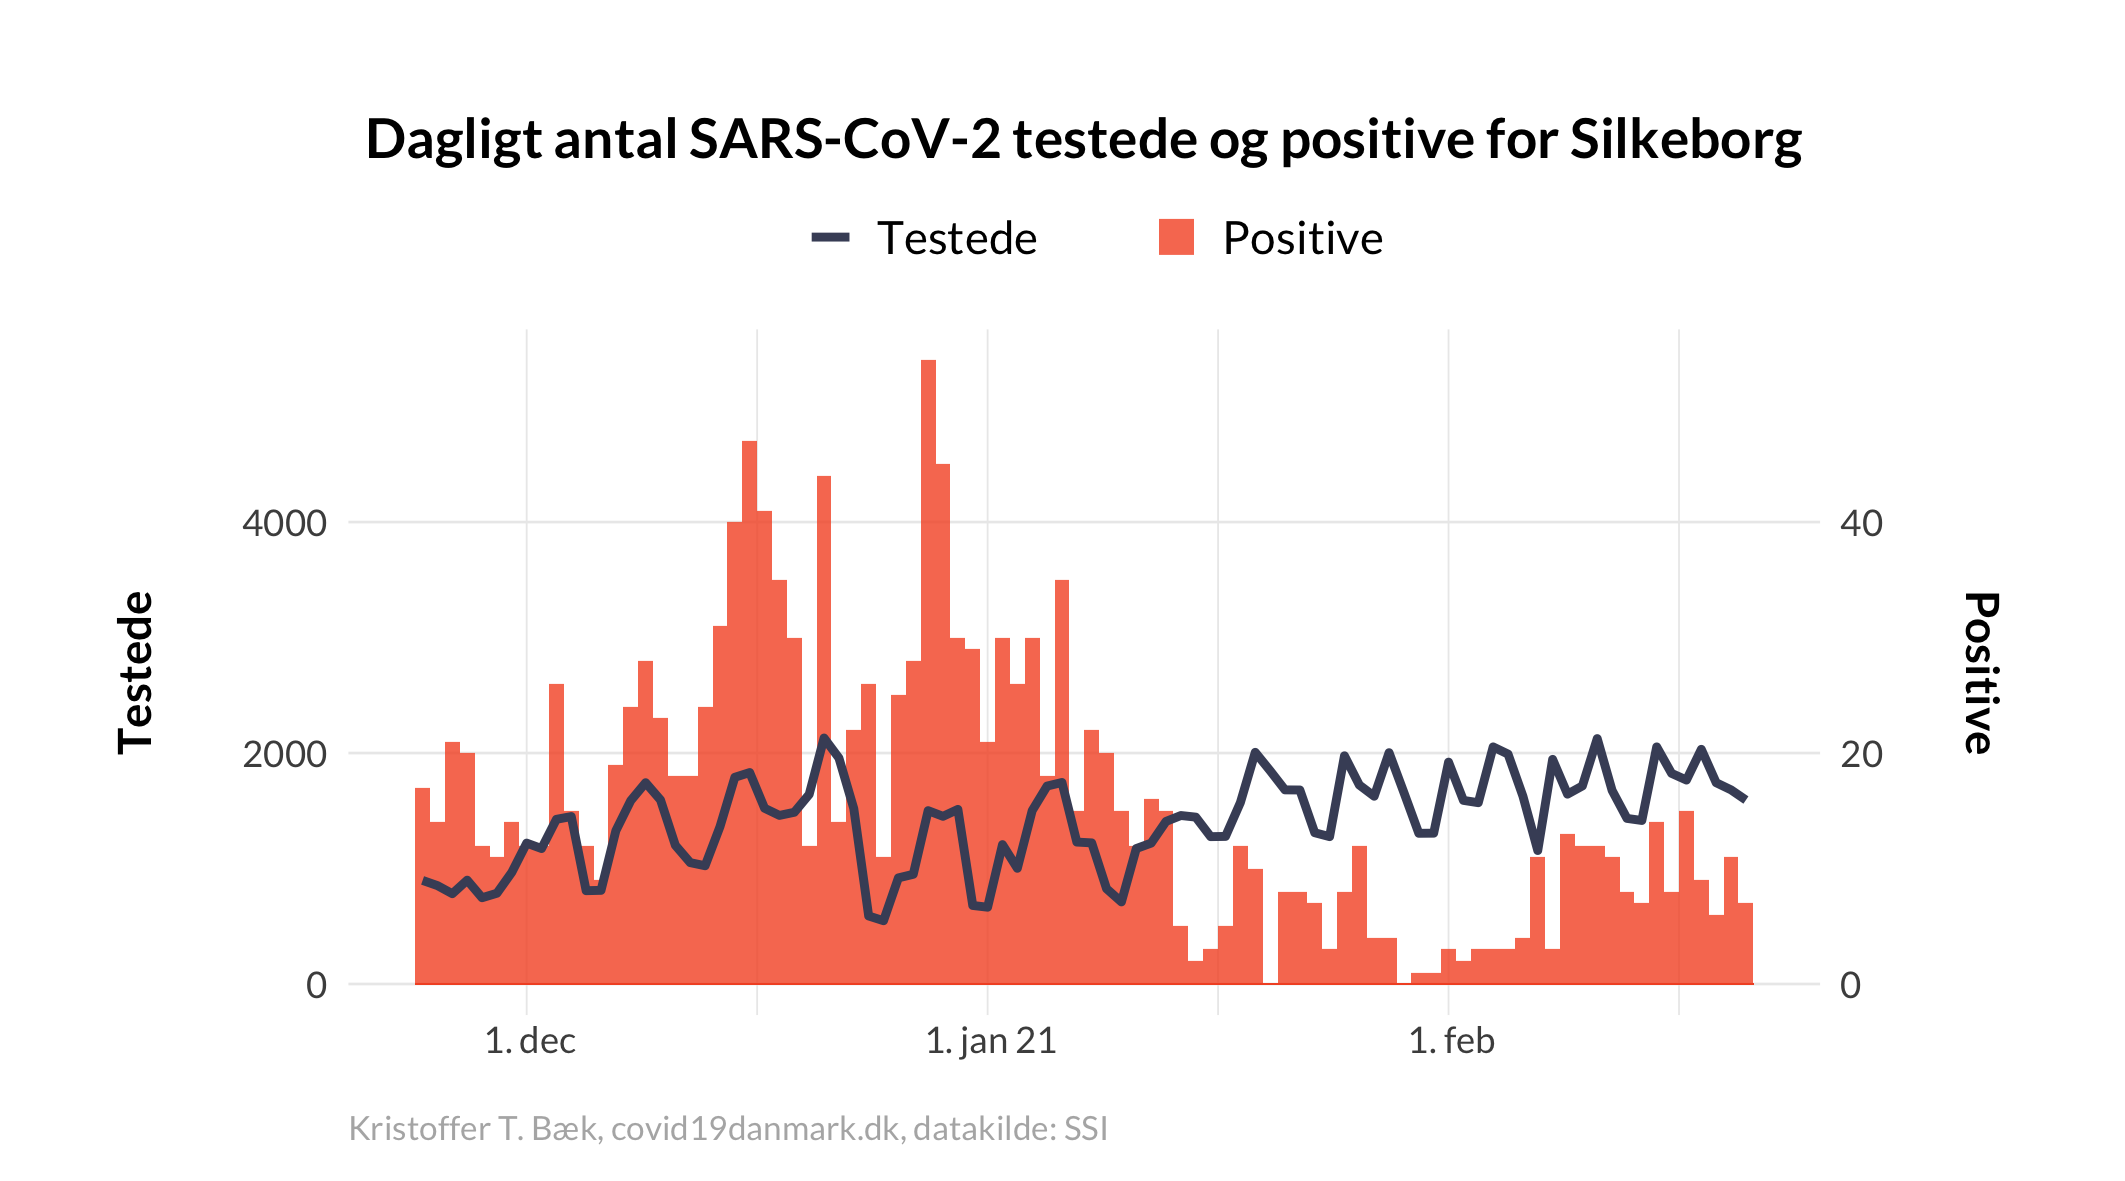 Dagligt antal SARS-CoV-2 testede og positive for Silkeborg
Testede
Positive
4000
2000
0
40
20
0
Testede
Positive
1. dec
1. jan 21
1. feb
Kristoffer T. Bæk, covid19danmark.dk, datakilde: SSI